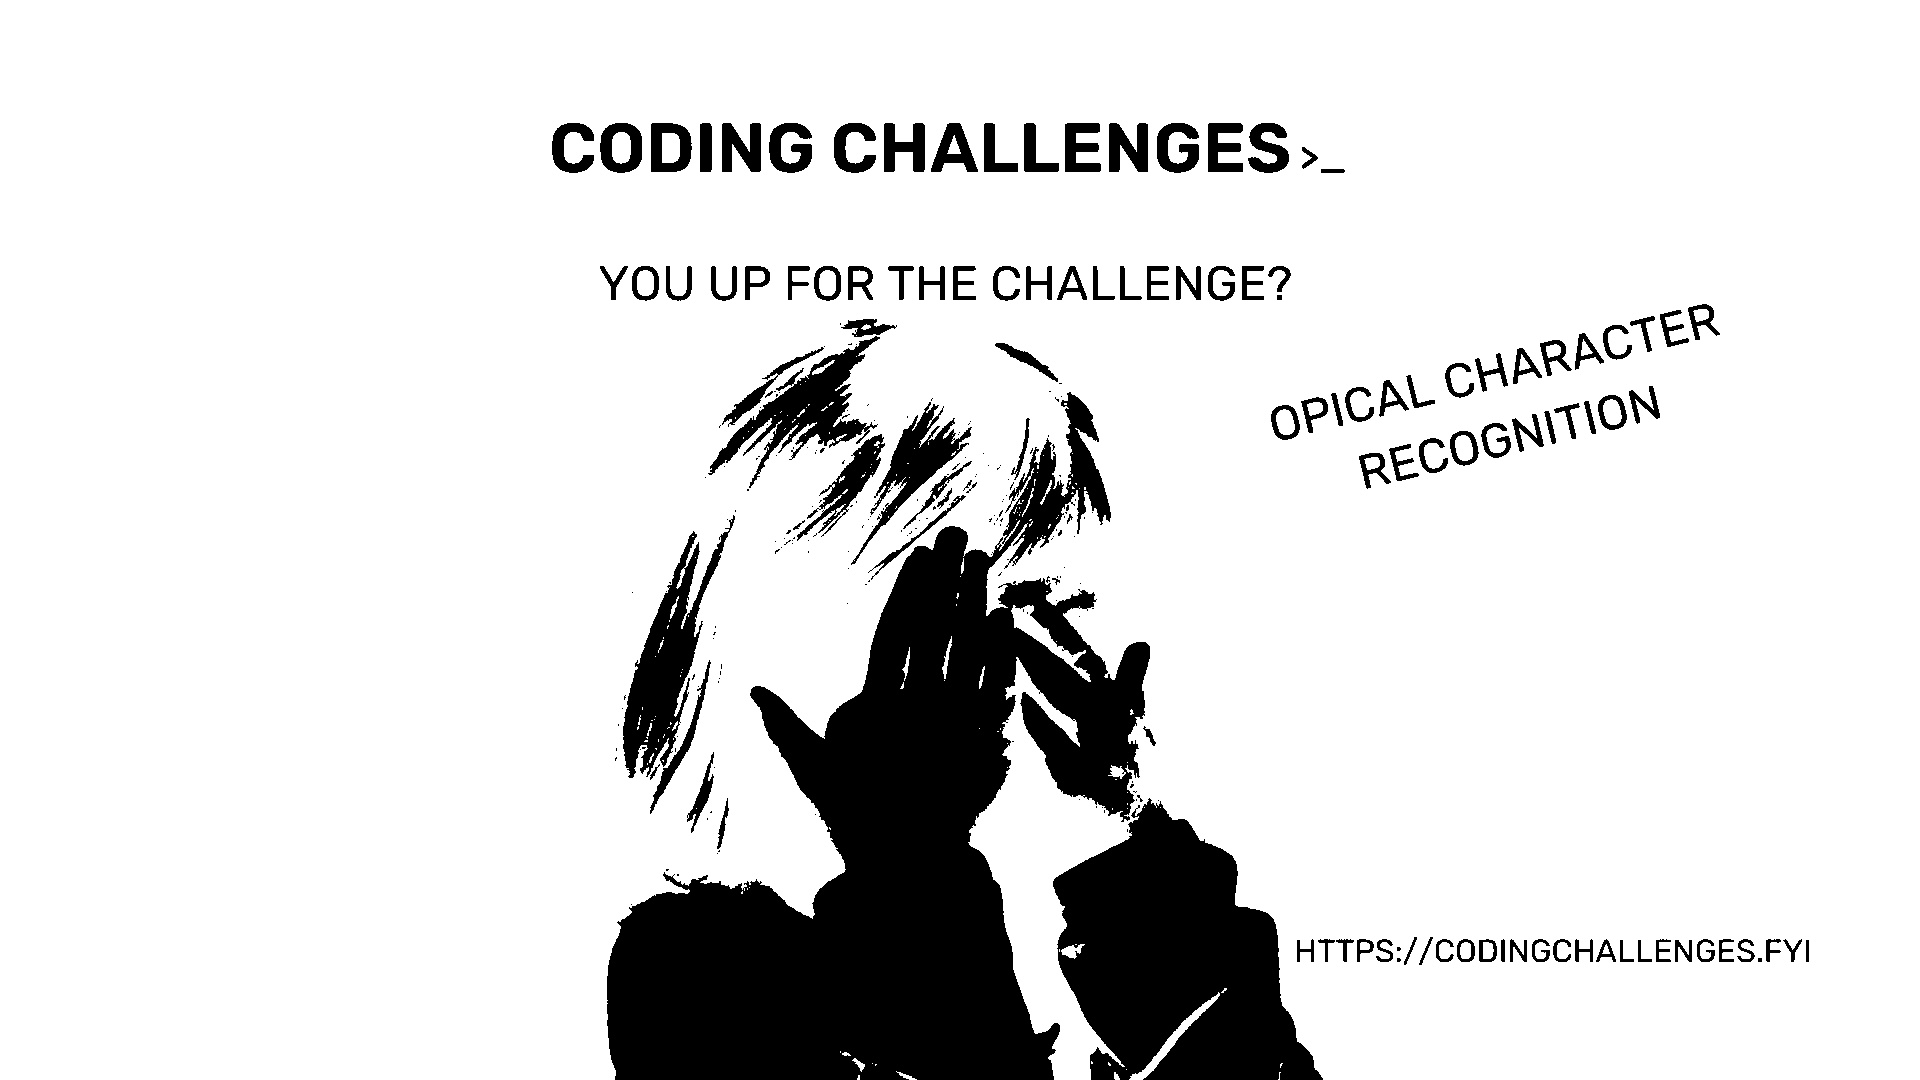 CODING CHALLENGES >_
YOU UP FOR THE CHALLENGE?
OPICAL CHARACTER
RECOGNITION
HTTPS://CODINGCHALLENGES.FYI